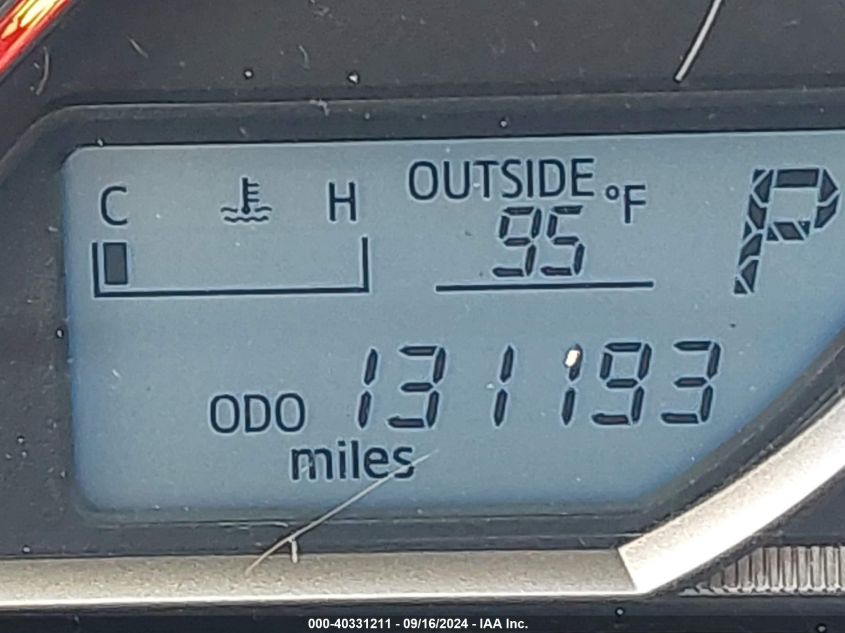 C H OUTSIDE °F P
95
ODO 131193
miles
000-40331211 - 09/16/2024 - IAA Inc.